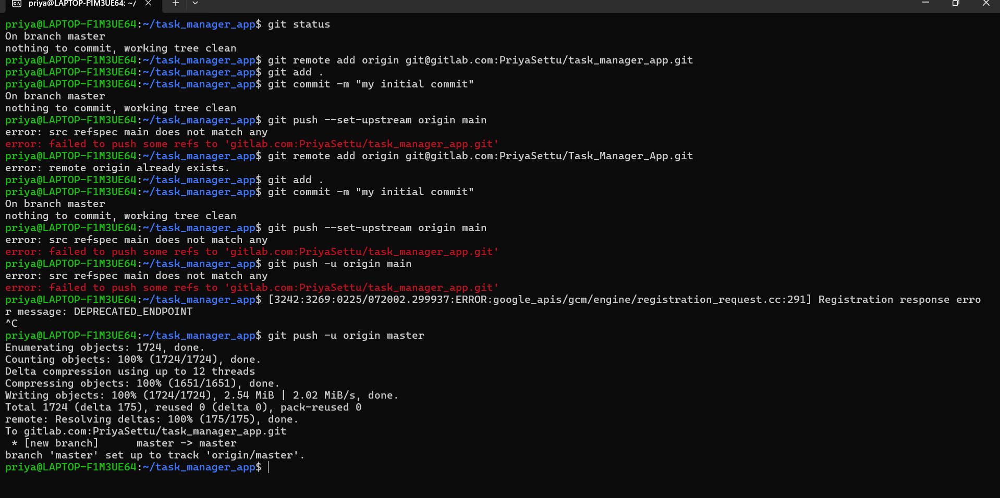 priya@LAPTOP-F1M3UE64: ~/
priya@LAPTOP-F1M3UE64:~/task_manager_app$ git status
On branch master
nothing to commit, working tree clean
priya@LAPTOP-F1M3UE64:~/task_manager_app$ git remote add origin git@gitlab.com:PriyaSettu/task_manager_app.git
priya@LAPTOP-F1M3UE64:~/task_manager_app$ git add .
priya@LAPTOP-F1M3UE64:~/task_manager_app$ git commit -m "my initial commit"
On branch master
nothing to commit, working tree clean
priya@LAPTOP-F1M3UE64:~/task_manager_app$ git push --set-upstream origin main
error: src refspec main does not match any
error: failed to push some refs to 'gitlab.com:PriyaSettu/task_manager_app.git'
priya@LAPTOP-F1M3UE64:~/task_manager_app$ git remote add origin git@gitlab.com:PriyaSettu/Task_Manager_App.git
error: remote origin already exists.
priya@LAPTOP-F1M3UE64:~/task_manager_app$ git add .
priya@LAPTOP-F1M3UE64:~/task_manager_app$ git commit -m "my initial commit"
On branch master
nothing to commit, working tree clean
priya@LAPTOP-F1M3UE64:~/task_manager_app$ git push --set-upstream origin main
error: src refspec main does not match any
error: failed to push some refs to 'gitlab.com:PriyaSettu/task_manager_app.git'
priya@LAPTOP-F1M3UE64:~/task_manager_app$ git push -u origin main
error: src refspec main does not match any
error: failed to push some refs to 'gitlab.com:PriyaSettu/task_manager_app.git'
priya@LAPTOP-F1M3UE64:~/task_manager_app$ [3242:3269:0225/072002.299937:ERROR:google_apis/gcm/engine/registration_request.cc:291] Registration response erro
r message: DEPRECATED_ENDPOINT
^C
priya@LAPTOP-F1M3UE64:~/task_manager_app$ git push -u origin master
Enumerating objects: 1724, done.
Counting objects: 100% (1724/1724), done.
Delta compression using up to 12 threads
Compressing objects: 100% (1651/1651), done.
Writing objects: 100% (1724/1724), 2.54 MiB | 2.02 MiB/s, done.
Total 1724 (delta 175), reused 0 (delta 0), pack-reused 0
remote: Resolving deltas: 100% (175/175), done.
To gitlab.com:PriyaSettu/task_manager_app.git
 * [new branch]      master -> master
branch 'master' set up to track 'origin/master'.
priya@LAPTOP-F1M3UE64:~/task_manager_app$